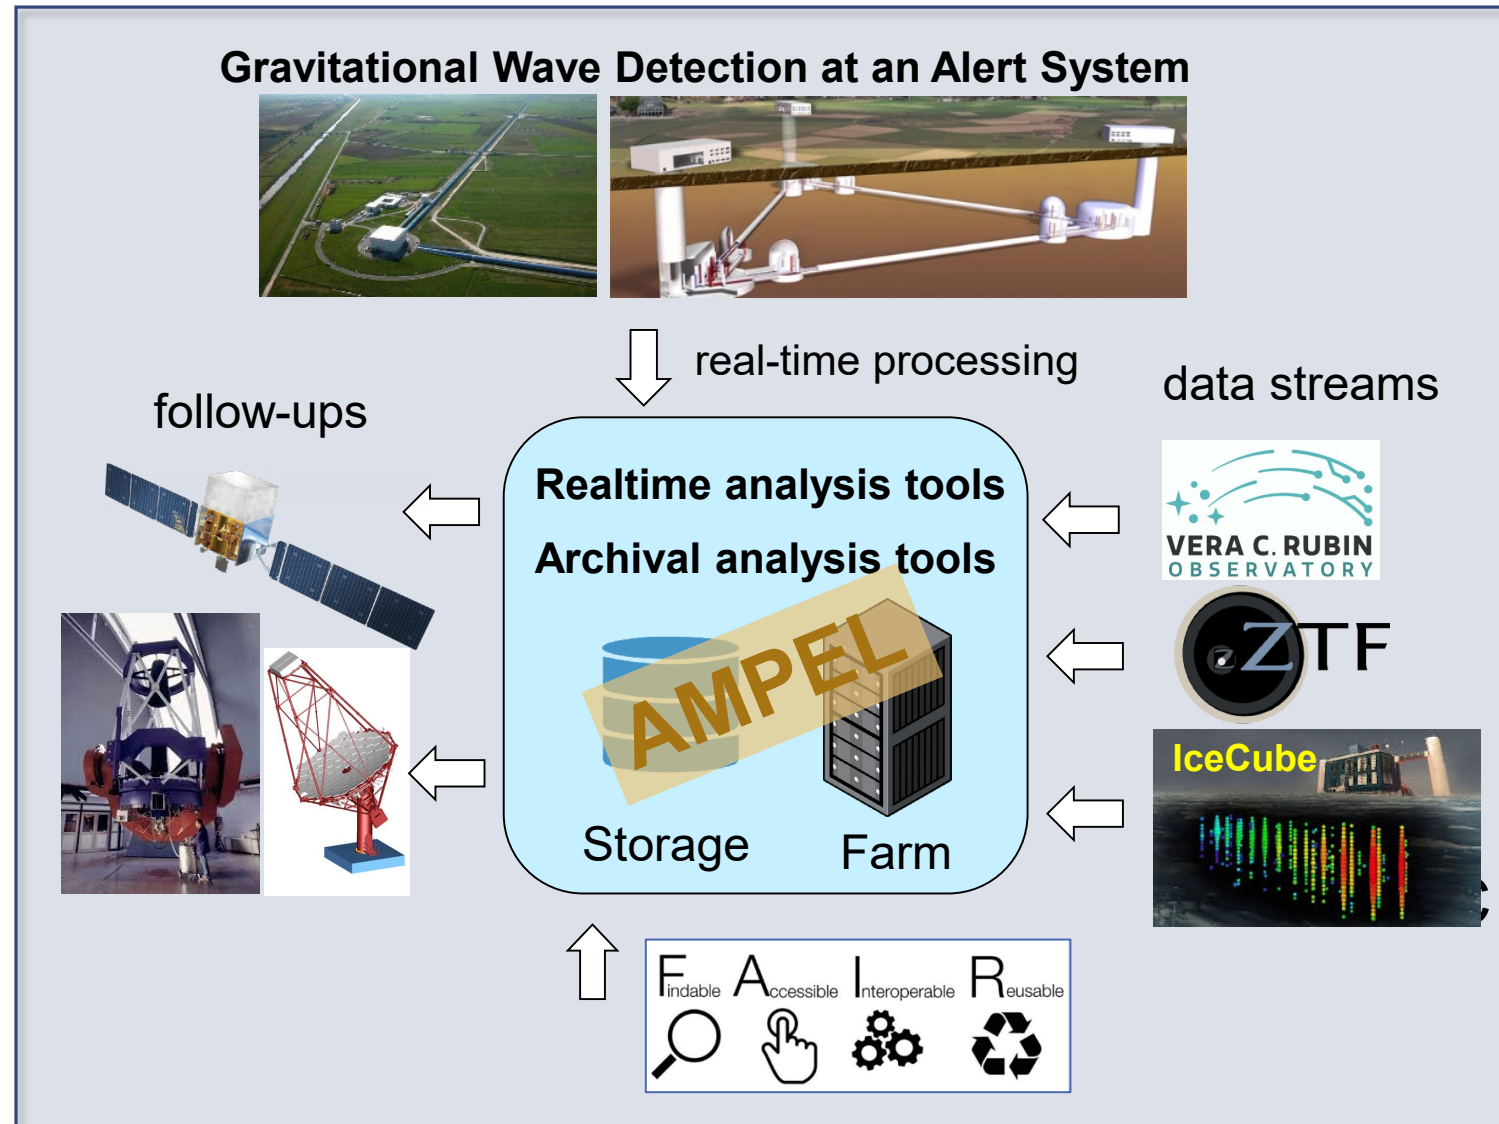 Gravitational Wave Detection at an Alert System
real-time processing
data streams
follow-ups
Realtime analysis tools
Archival analysis tools
AMPEL
Storage
Farm
VERA C. RUBIN
OBSERVATORY
ZTF
IceCube
Findable Accessible Interoperable Reusable